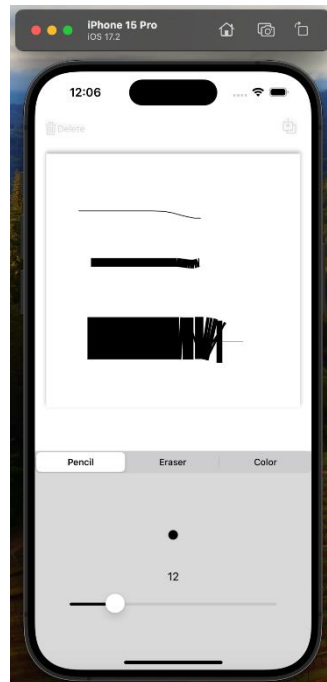 iPhone 15 Pro
iOS 17.2
12:06
Delete
Pencil Eraser Color
12